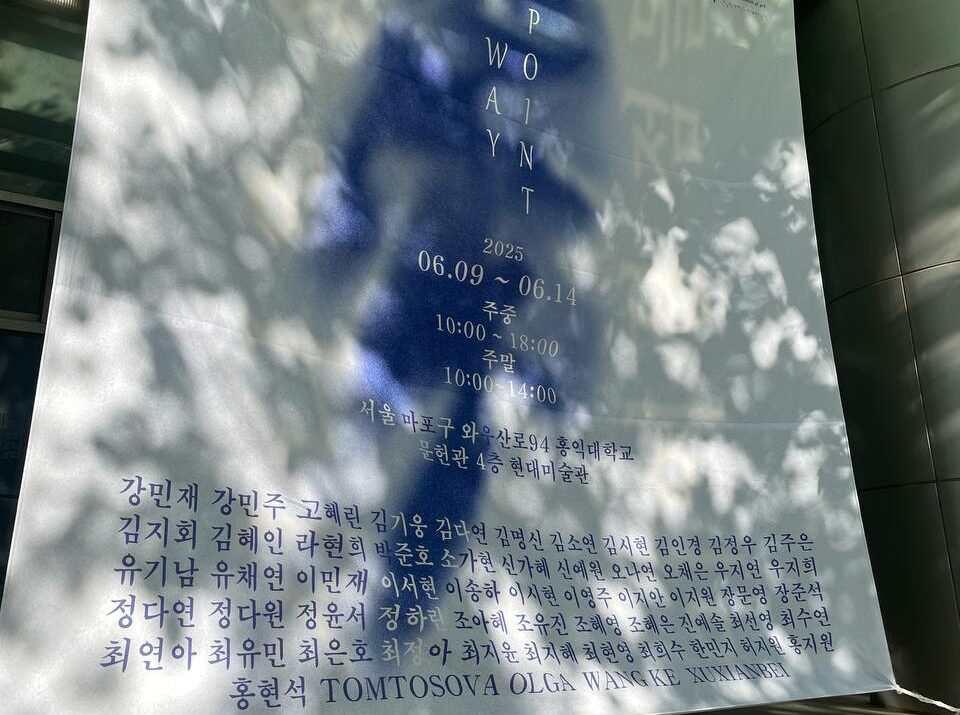 WAY
POINT
2025
06.09 ~ 06.14
주중
10:00 ~ 18:00
주말
10:00~14:00
서울 마포구 와우산로94 홍익대학교
문헌관 4층 현대미술관
강민재 강민주 고혜린 김기웅 김다연 김명신 김소연 김시현 김인경 김정우 김주은
김지회 김혜인 라현희 박준호 소가현 신가혜 신예원 오나연 오채은 우지연 우지희
유기남 유채연 이민재 이서현 이송하 이시현 이영주 이지안 이지원 장문영 장준석
정다연 정다원 정윤서 정하린 조아혜 조유진 조혜영 조혜은 진예슬 최선영 최수연
최연아 최유민 최은호 최정아 최지윤 최지혜 최현영 최희수 한민지 허지원 홍지원
홍현석 TOMTOSOVA OLGA WANG KE XUXIANBEI